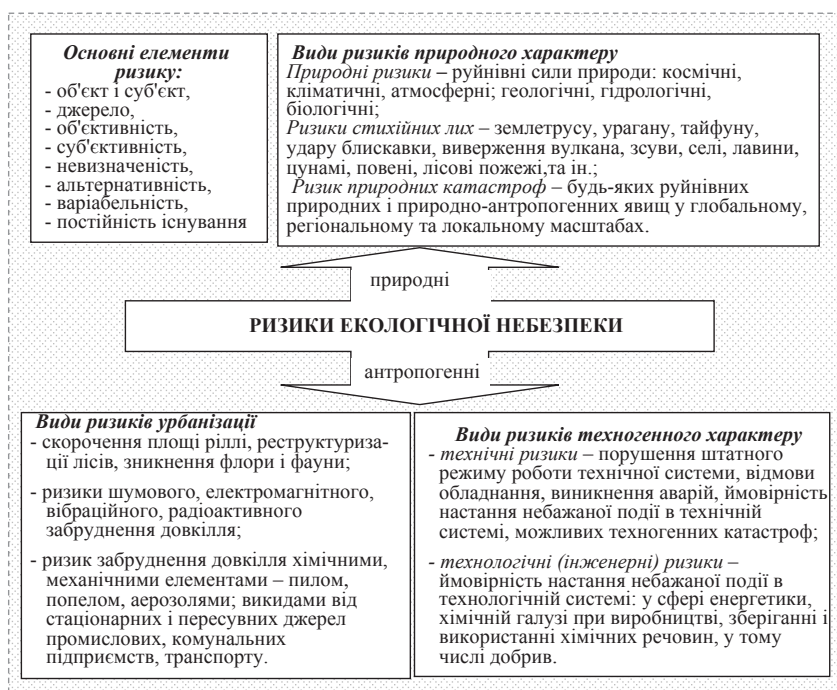 Основні елементи
ризику:
- об'єкт і суб'єкт,
- джерело,
- об'єктивність,
- суб'єктивність,
- невизначеність,
- альтернативність,
- варіабельність,
- постійність існування
Види ризиків природного характеру
Природні ризики – руйнівні сили природи: космічні,
кліматичні, атмосферні; геологічні, гідрологічні,
біологічні;
Ризики стихійних лих – землетрусу, урагану, тайфуну,
удару блискавки, виверження вулкана, зсуви, селі, лавини,
цунамі, повені, лісові пожежі,та ін.;
Ризик природних катастроф – будь-яких руйнівних
природних і природно-антропогенних явищ у глобальному,
регіональному та локальному масштабах.
природні
РИЗИКИ ЕКОЛОГІЧНОЇ НЕБЕЗПЕКИ
антропогенні
Види ризиків урбанізації
- скорочення площі ріллі, реструктуриза-
ції лісів, зникнення флори і фауни;
- ризики шумового, електромагнітного,
вібраційного, радіоактивного
забруднення довкілля;
- ризик забруднення довкілля хімічними,
механічними елементами – пилом,
попелом, аерозолями; викидами від
стаціонарних і пересувних джерел
промислових, комунальних
підприємств, транспорту.
Види ризиків техногенного характеру
- технічні ризики – порушення штатного
режиму роботи технічної системи, відмови
обладнання, виникнення аварій, ймовірність
настання небажаної події в технічній
системі, можливих техногенних катастроф;
- технологічні (інженерні) ризики –
ймовірність настання небажаної події в
технологічній системі: у сфері енергетики,
хімічній галузі при виробництві, зберіганні і
використанні хімічних речовин, у тому
числі добрив.